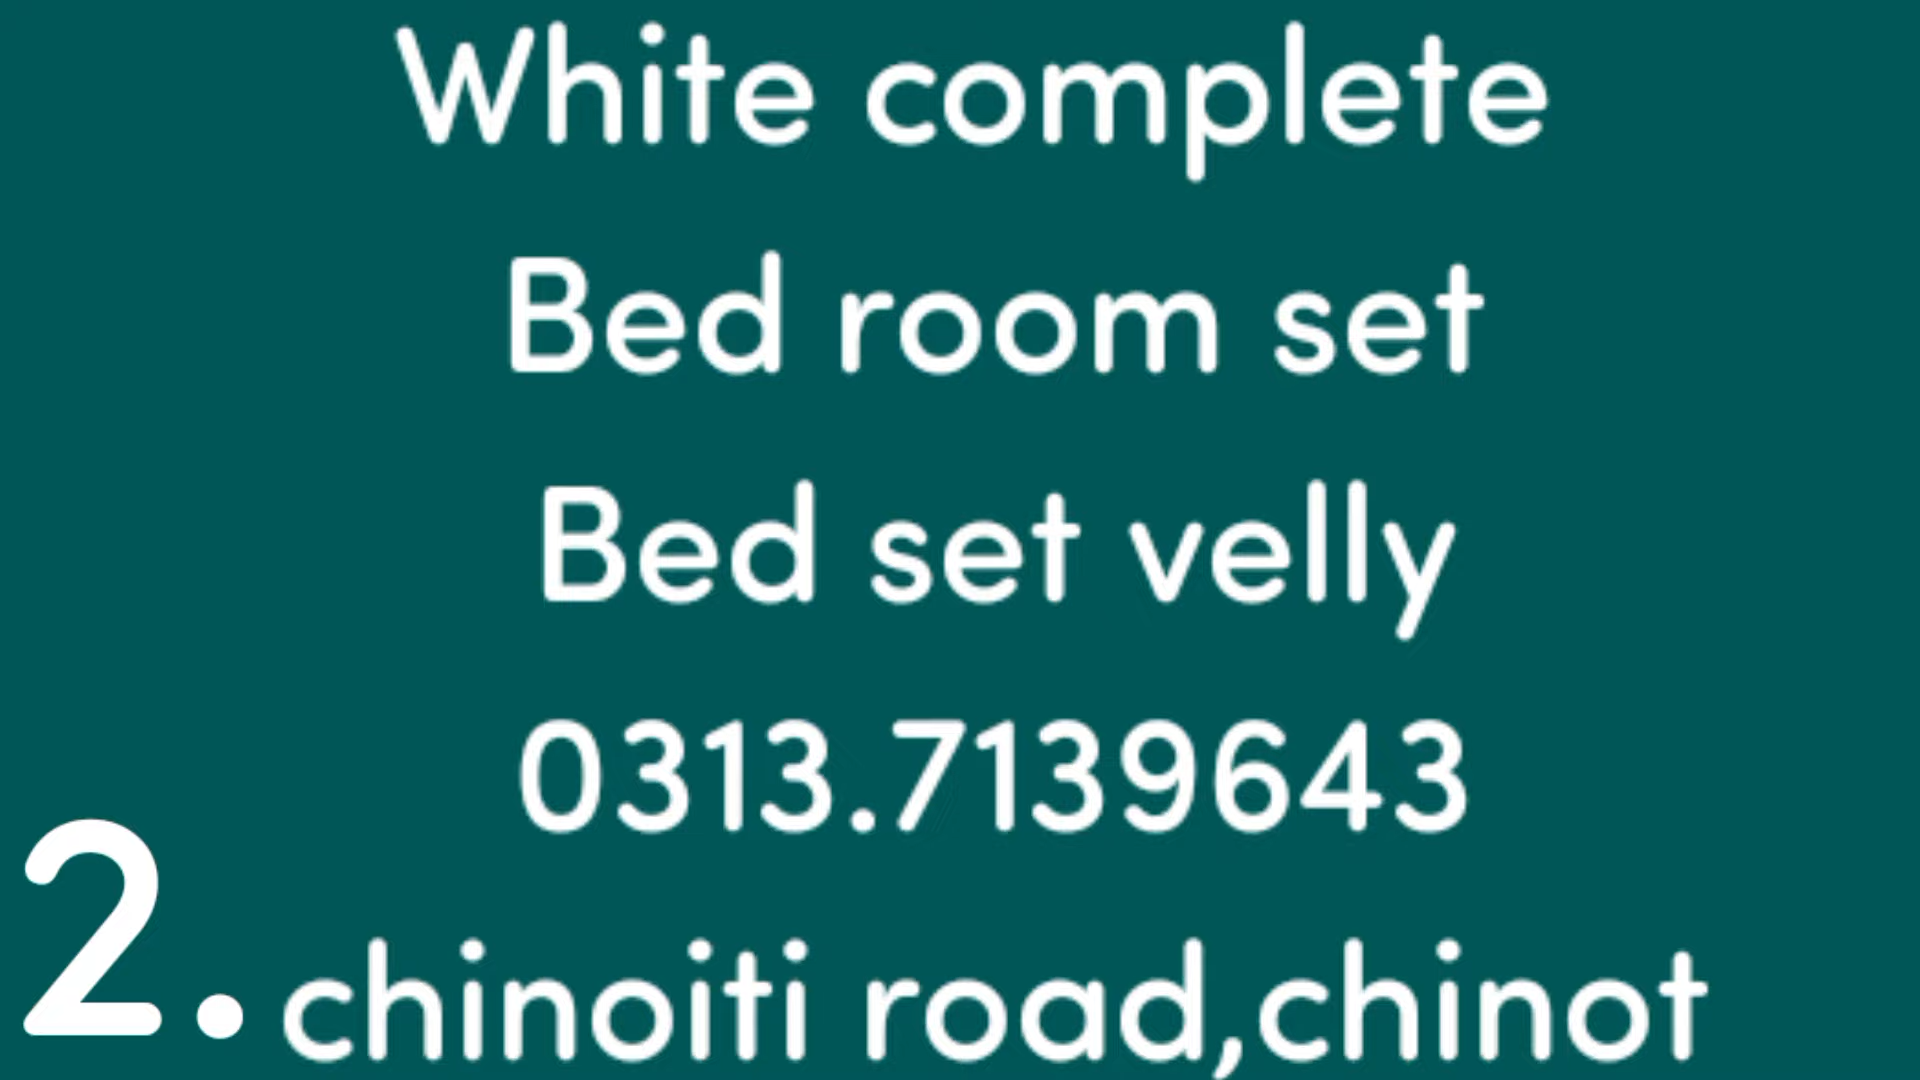 White complete
Bed room set
Bed set velly
0313.7139643
2. chinoiti road,chinot